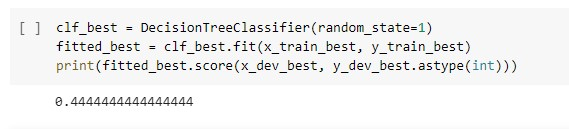 [ ] clf_best = DecisionTreeClassifier(random_state=1)
fitted_best = clf_best.fit(x_train_best, y_train_best)
print(fitted_best.score(x_dev_best, y_dev_best.astype(int)))
0.4444444444444444